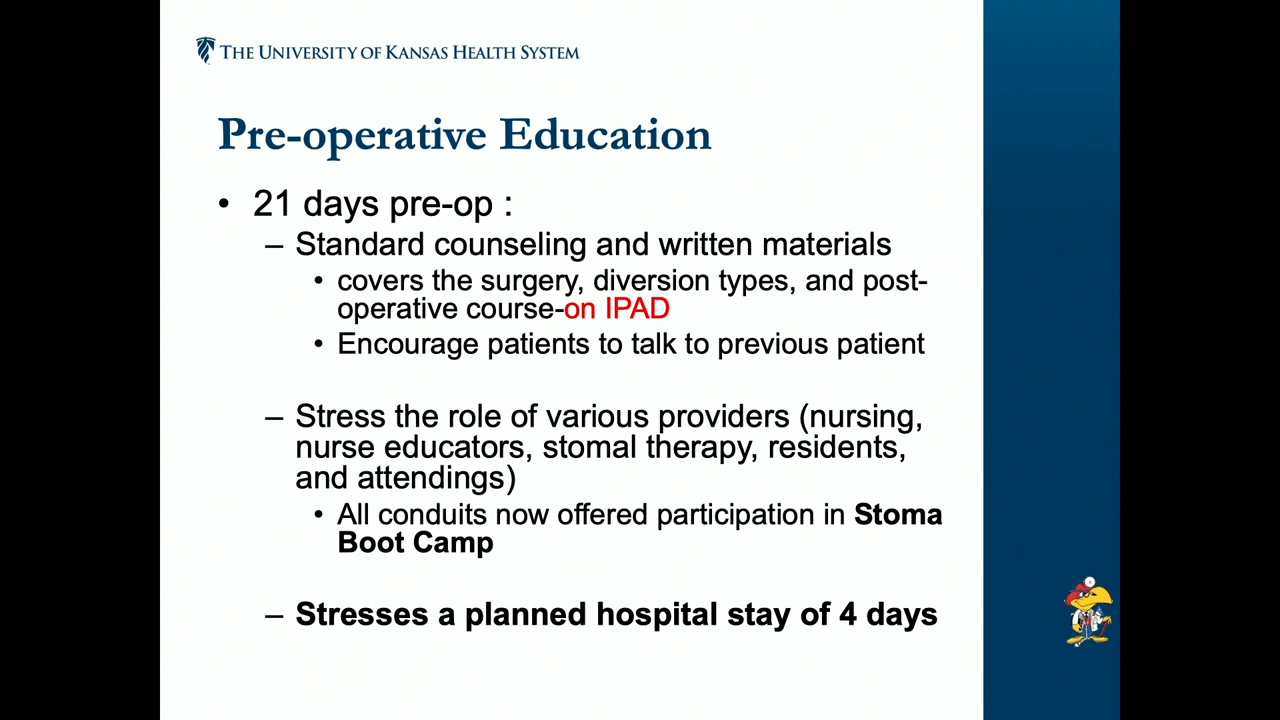 THE UNIVERSITY OF KANSAS HEALTH SYSTEM
Pre-operative Education
• 21 days pre-op :
– Standard counseling and written materials
• covers the surgery, diversion types, and post-
operative course-on IPAD
• Encourage patients to talk to previous patient
– Stress the role of various providers (nursing,
nurse educators, stomal therapy, residents,
and attendings)
• All conduits now offered participation in Stoma
Boot Camp
– Stresses a planned hospital stay of 4 days